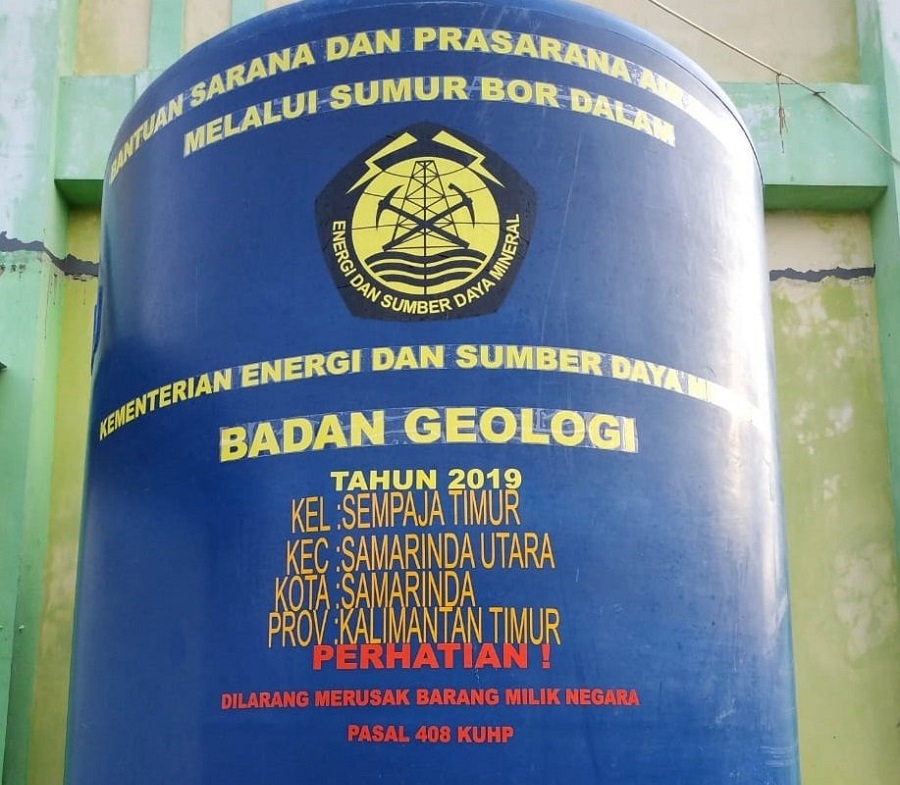 BANTUAN SARANA DAN PRASARANA AIR
MELALUI SUMUR BOR DALAM
ENERGI DAN SUMBER DAYA MINERAL
KEMENTERIAN ENERGI DAN SUMBER DAYA
BADAN GEOLOGI
TAHUN 2019
KEL :SEMPAJA TIMUR
KEC :SAMARINDA UTARA
KOTA :SAMARINDA
PROV :KALIMANTAN TIMUR
PERHATIAN !
DILARANG MERUSAK BARANG MILIK NEGARA
PASAL 408 KUHP